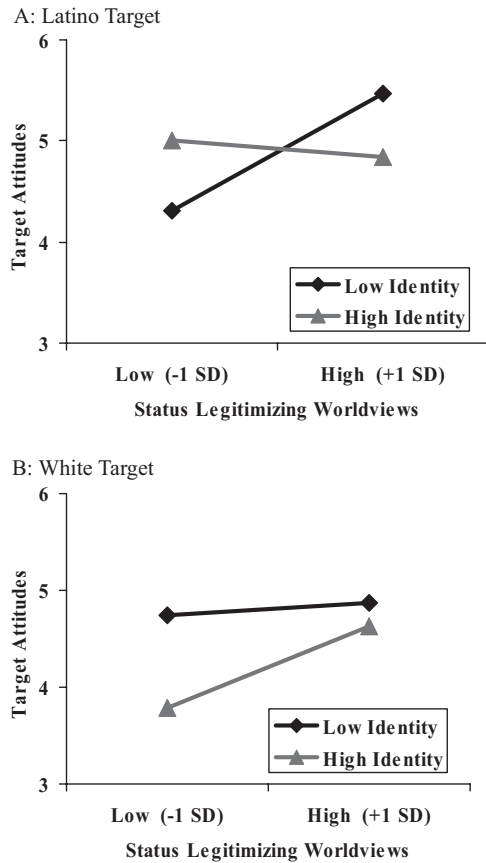 A: Latino Target
6
5
4
3
Target Attitudes
Low Identity
High Identity
Low (-1 SD)
High (+1 SD)
Status Legitimizing Worldviews
B: White Target
6
5
4
3
Target Attitudes
Low Identity
High Identity
Low (-1 SD)
High (+1 SD)
Status Legitimizing Worldviews